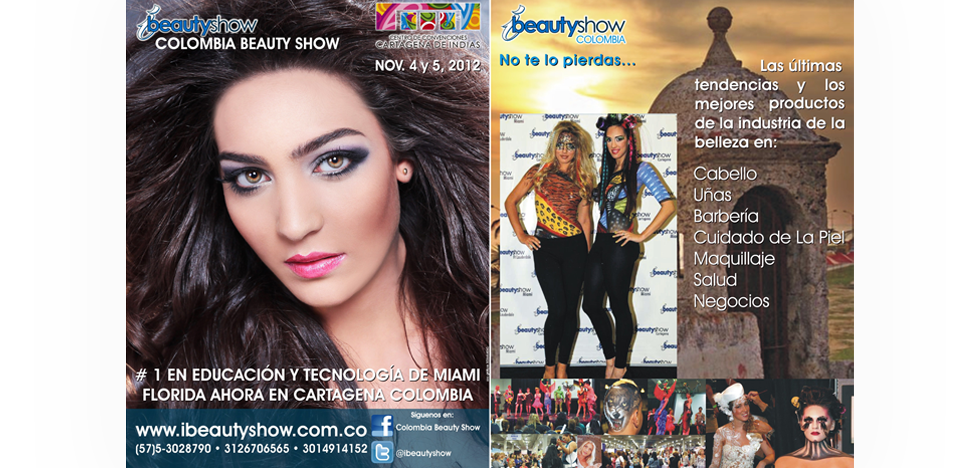 ibeautyshow
COLOMBIA BEAUTY SHOW
CENTRO DE CONVENCIONES
CARTAGENA DE INDIAS
NOV. 4 y 5, 2012
# 1 EN EDUCACIÓN Y TECNOLOGÍA DE MIAMI
FLORIDA AHORA EN CARTAGENA COLOMBIA
www.ibeautyshow.com.co
(57)5-3028790 • 3126706565 • 3014914152
Siguenos en:
Colombia Beauty Show
@ibeautyshow
ibeautyshow
COLOMBIA
No te lo pierdas...
Las últimas
tendencias y los
mejores productos
de la industria de la
belleza en:
Cabello
Uñas
Barbería
Cuidado de La Piel
Maquillaje
Salud
Negocios